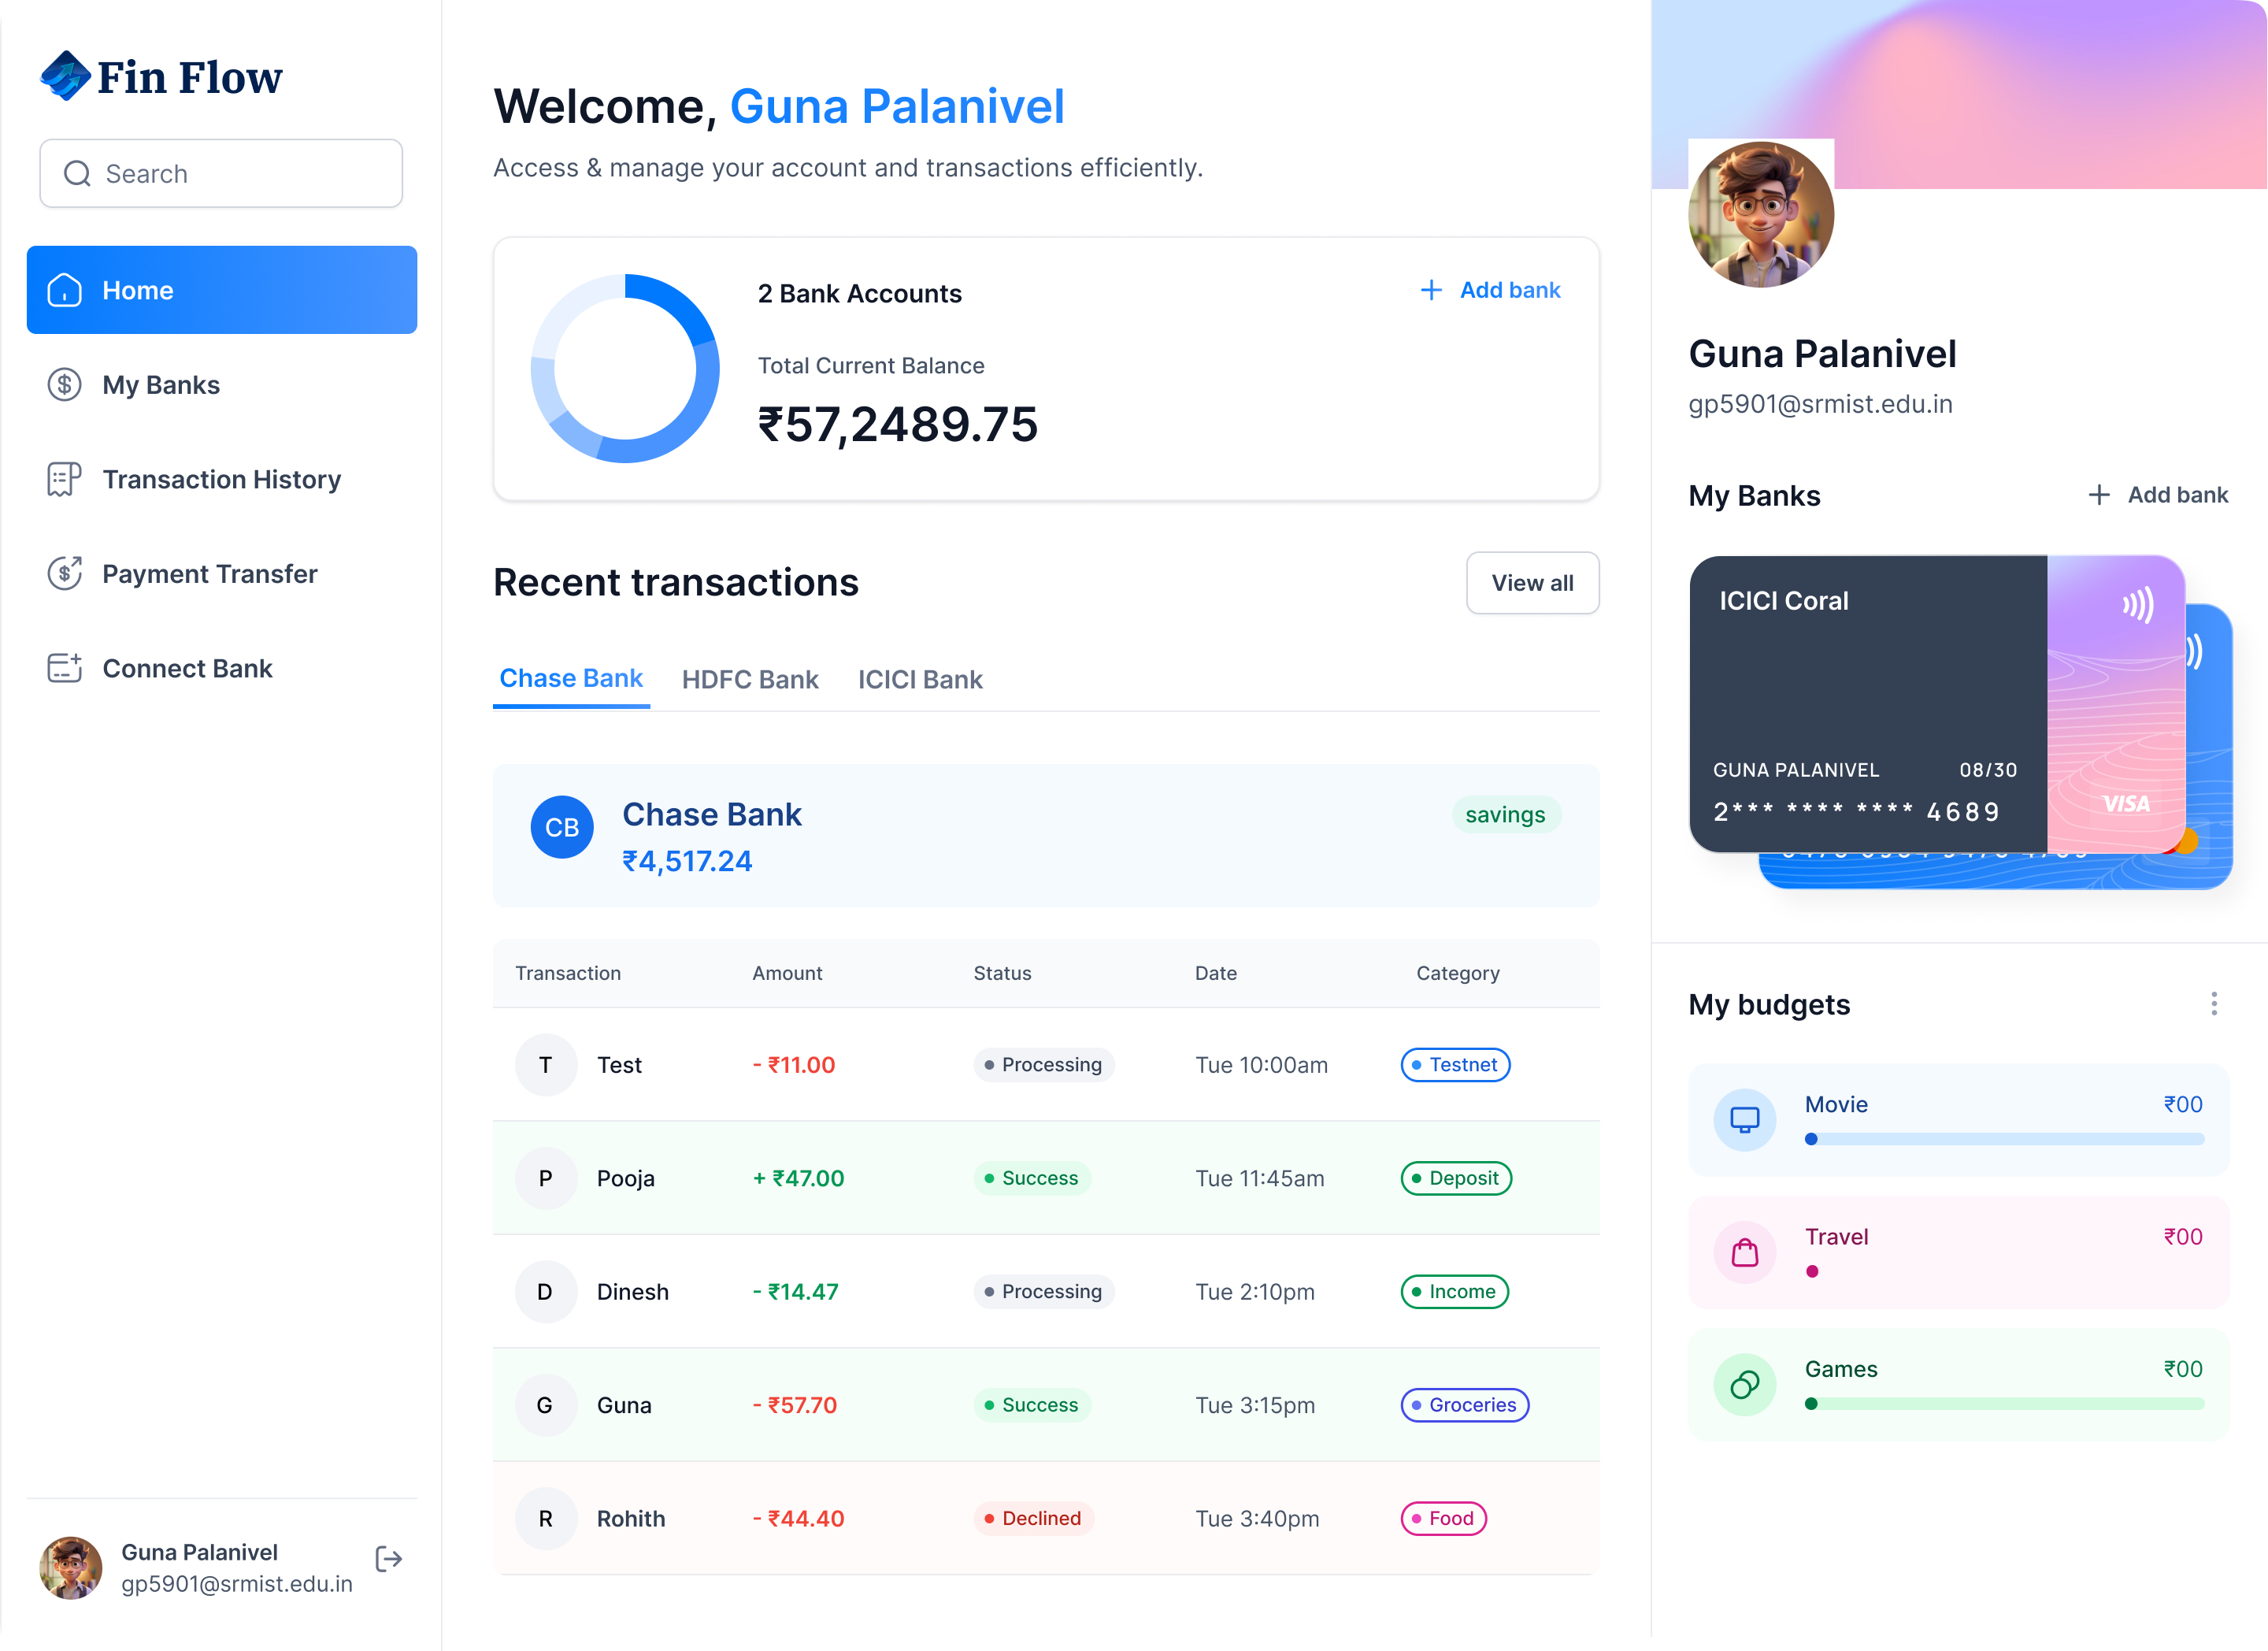 Fin Flow
Search
Home
My Banks
Transaction History
Payment Transfer
Connect Bank
Guna Palanivel
gp5901@srmist.edu.in
Welcome, Guna Palanivel
Access & manage your account and transactions efficiently.
2 Bank Accounts
+ Add bank
Total Current Balance
₹57,2489.75
Recent transactions
View all
Chase Bank HDFC Bank ICICI Bank
CB
Chase Bank
savings
₹4,517.24
Transaction Amount Status Date Category
T Test - ₹11.00 Processing Tue 10:00am Testnet
P Pooja + ₹47.00 Success Tue 11:45am Deposit
D Dinesh - ₹14.47 Processing Tue 2:10pm Income
G Guna - ₹57.70 Success Tue 3:15pm Groceries
R Rohith - ₹44.40 Declined Tue 3:40pm Food
Guna Palanivel
gp5901@srmist.edu.in
My Banks + Add bank
ICICI Coral
GUNA PALANIVEL 08/30
2*** **** **** 4689
VISA
My budgets
Movie ₹00
Travel ₹00
Games ₹00